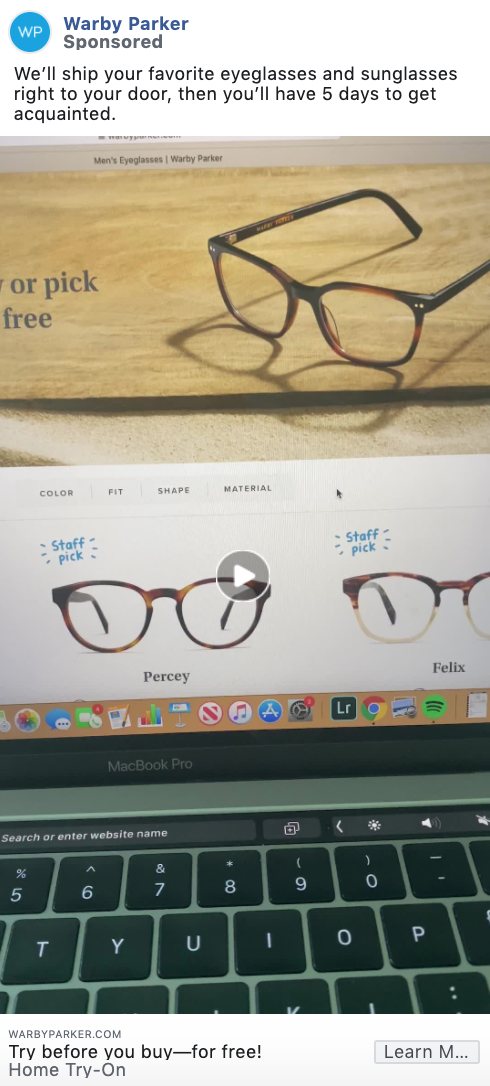 WP
Warby Parker
Sponsored
We'll ship your favorite eyeglasses and sunglasses
right to your door, then you'll have 5 days to get
acquainted.
warbyparker.com
Men's Eyeglasses | Warby Parker
WARBY PARKER
or pick
free
COLOR FIT SHAPE MATERIAL
Staff
pick
Staff
pick
Percey
Felix
Lr
MacBook Pro
Search or enter website name
% ^ & * ( ) –
5 6 7 8 9 0 -
T Y U I O P
K L :
WARBYPARKER.COM
Try before you buy—for free!
Home Try-On
Learn M...